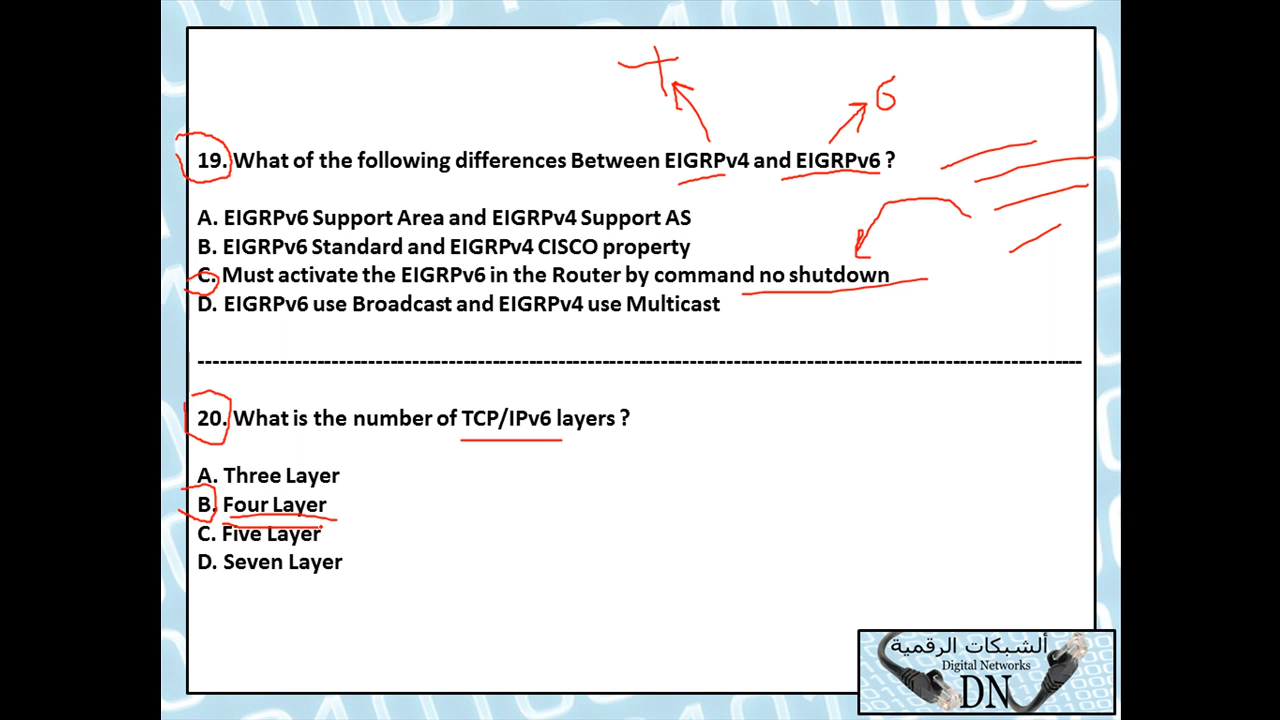 6
19. What of the following differences Between EIGRPv4 and EIGRPv6 ?
A. EIGRPv6 Support Area and EIGRPv4 Support AS
B. EIGRPv6 Standard and EIGRPv4 CISCO property
C. Must activate the EIGRPv6 in the Router by command no shutdown
D. EIGRPv6 use Broadcast and EIGRPv4 use Multicast
20. What is the number of TCP/IPv6 layers ?
A. Three Layer
B. Four Layer
C. Five Layer
D. Seven Layer
ألشبكات الرقمية
Digital Networks
DN